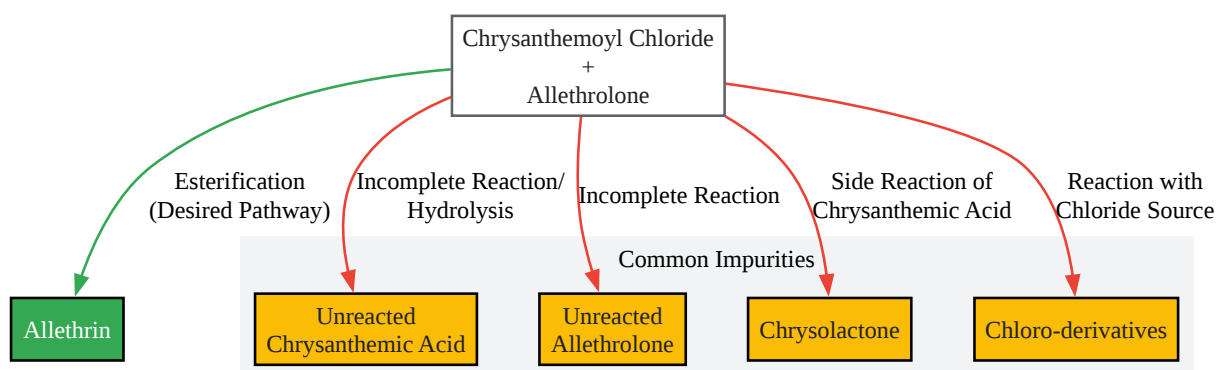 Chrysanthemoyl Chloride
+
Allethrolone
Esterification
(Desired Pathway)
Incomplete Reaction/
Hydrolysis
Incomplete Reaction
Side Reaction of
Chrysanthemic Acid
Reaction with
Chloride Source
Common Impurities
Allethrin
Unreacted
Chrysanthemic Acid
Unreacted
Allethrolone
Chrysolactone
Chloro-derivatives